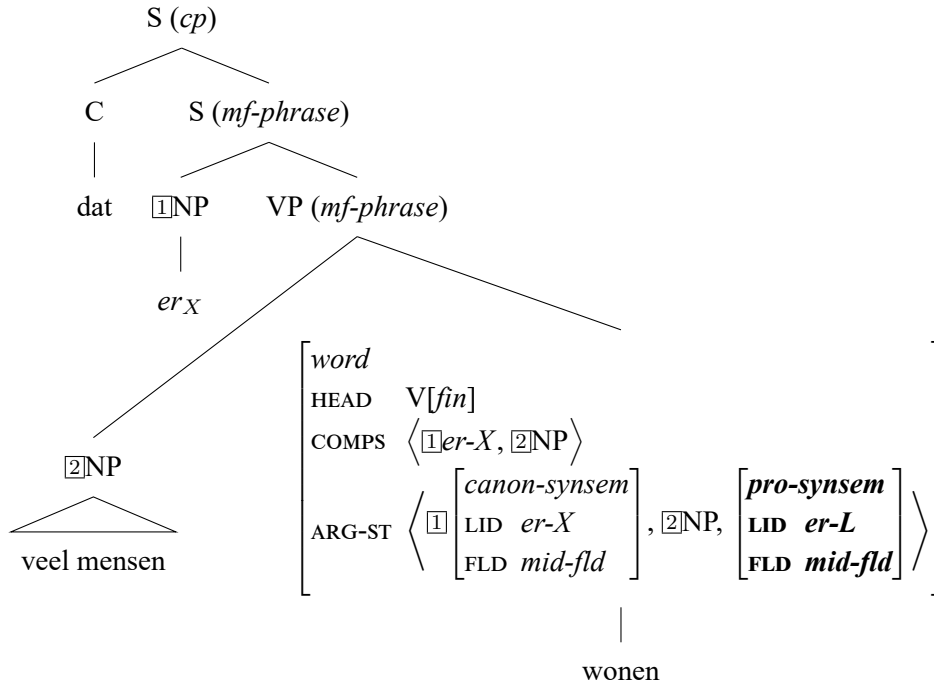 S (cp)
C S (mf-phrase)
dat 1NP VP (mf-phrase)
er_X
word
HEAD V[fin]
COMPS ⟨1er-X, 2NP⟩
2NP
canon-synsem pro-synsem
ARG-ST ⟨1[LID er-X], 2NP, [LID er-L]⟩
FLD mid-fld FLD mid-fld
veel mensen
wonen